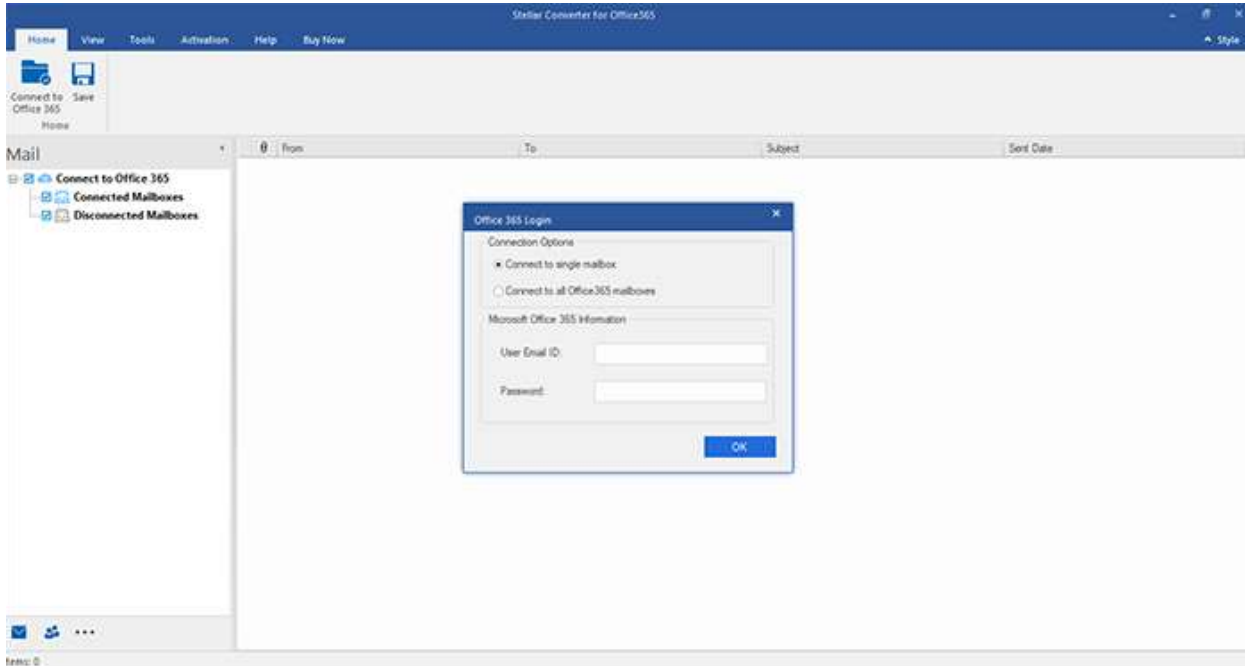 Stellar Converter for Office365
Home View Tools Activation Help Buy Now Style
Connect to Office 365
Save
Home
Mail
From To Subject Sent Date
Connect to Office 365
Connected Mailboxes
Disconnected Mailboxes
Office 365 Login
Connection Options
Connect to single mailbox
Connect to all Office365 mailboxes
Microsoft Office 365 Information
User Email ID:
Password:
OK
Items: 0